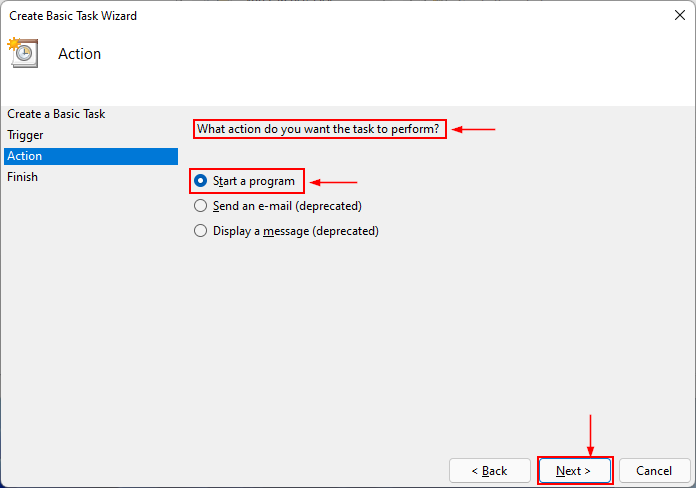 Create Basic Task Wizard
Action
Create a Basic Task
Trigger
Action
Finish
What action do you want the task to perform?
Start a program
Send an e-mail (deprecated)
Display a message (deprecated)
< Back
Next >
Cancel